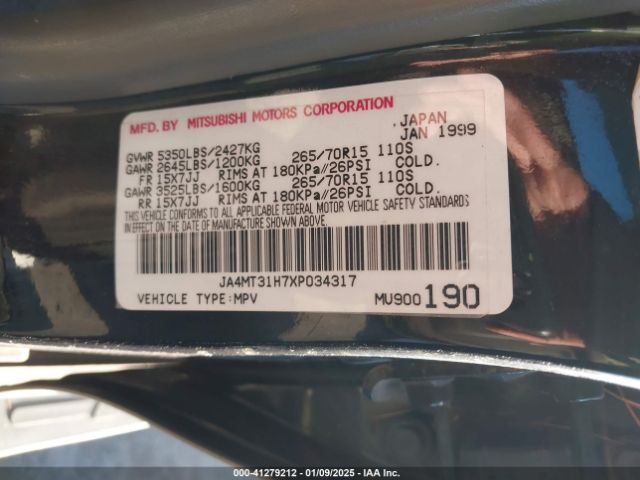 MFD. BY MITSUBISHI MOTORS CORPORATION
JAPAN
JAN 1999
GVWR 5350LBS/2427KG
GAWR 2645LBS/1200KG 265/70R15 110S
FR 15X7JJ RIMS AT 180KPa//26PSI COLD.
GAWR 3525LBS/1600KG 265/70R15 110S
RR 15X7JJ RIMS AT 180KPa//26PSI COLD.
THIS VEHICLE CONFORMS TO ALL APPLICABLE FEDERAL MOTOR VEHICLE SAFETY STANDARDS
IN EFFECT ON THE DATE OF MANUFACTURE SHOWN ABOVE.
JA4MT31H7XP034317
VEHICLE TYPE:MPV MU900190
000-41279212 - 01/09/2025 - IAA Inc.